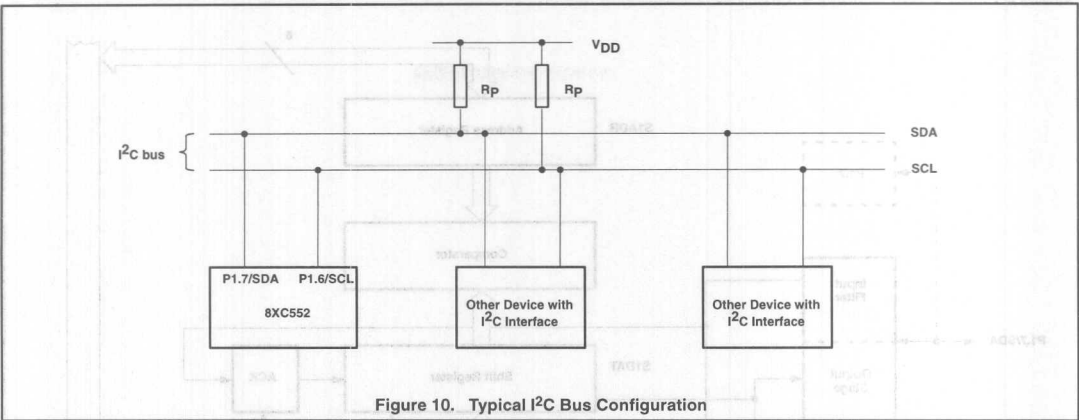 VDD
RP RP
SDA
I2C bus
SCL
P1.7/SDA P1.6/SCL
8XC552
Other Device with
I2C Interface
Other Device with
I2C Interface
Figure 10. Typical I2C Bus Configuration